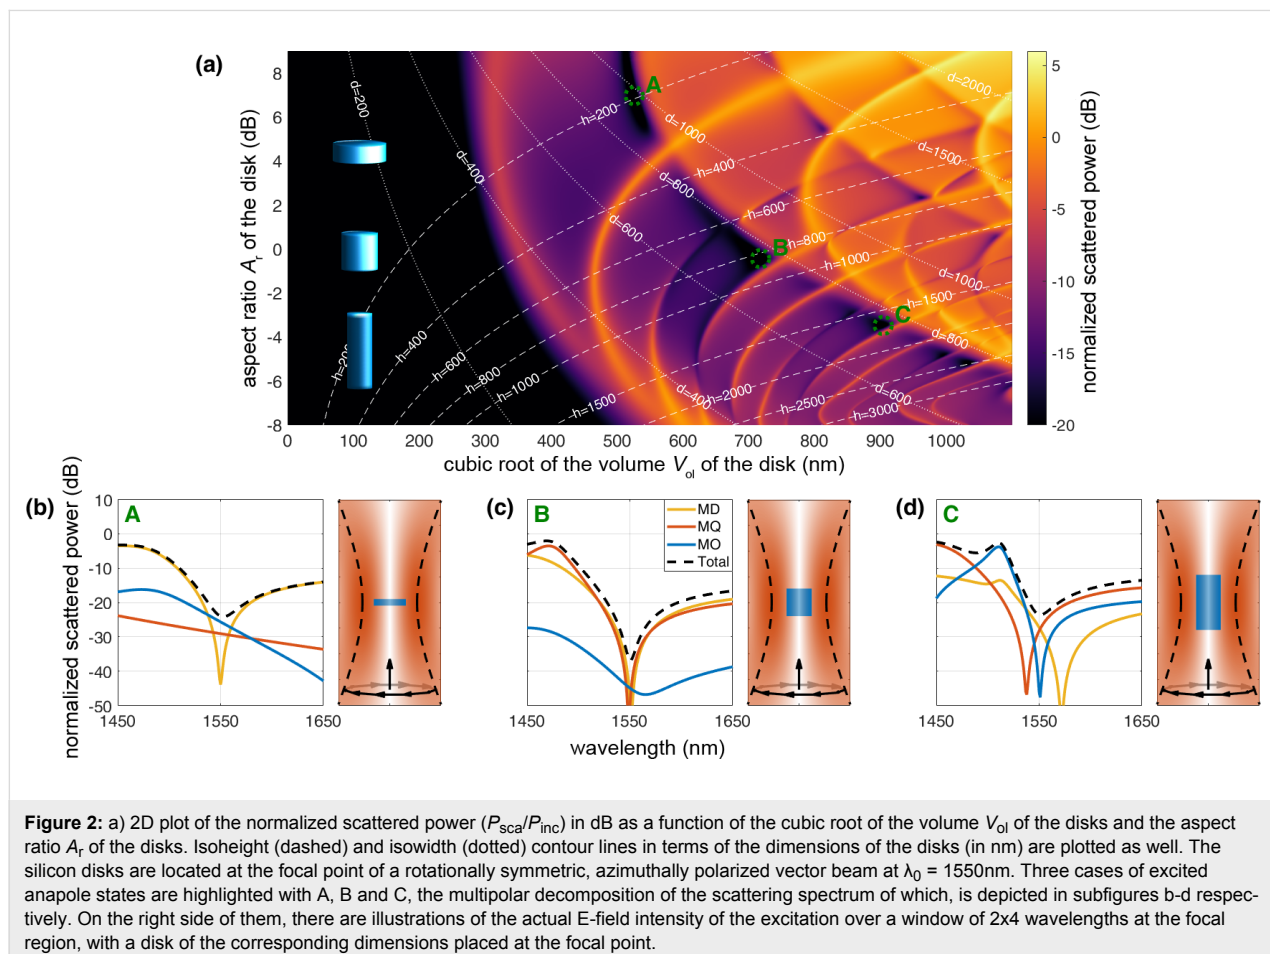 (a)
aspect ratio Ar of the disk (dB)
8
6
4
2
0
-2
-4
-6
-8
0 100 200 300 400 500 600 700 800 900 1000
cubic root of the volume Vol of the disk (nm)
d=200
d=400
d=600
d=800
d=1000
d=1500
d=2000
d=1000
d=800
d=600
d=400
h=200
h=400
h=600
h=800
h=1000
h=1500
h=200
h=400
h=600
h=800
h=1000
h=1500
h=2000
h=2500
h=3000
A
B
C
5
0
-5
-10
-15
-20
normalized scattered power (dB)
(b)
A
normalized scattered power (dB)
10
0
-10
-20
-30
-40
-50
1450 1550 1650
(c)
B
MD
MQ
MO
Total
1450 1550 1650
wavelength (nm)
(d)
C
1450 1550 1650
Figure 2: a) 2D plot of the normalized scattered power (Psca/Pinc) in dB as a function of the cubic root of the volume Vol of the disks and the aspect
ratio Ar of the disks. Isoheight (dashed) and isowidth (dotted) contour lines in terms of the dimensions of the disks (in nm) are plotted as well. The
silicon disks are located at the focal point of a rotationally symmetric, azimuthally polarized vector beam at λ0 = 1550nm. Three cases of excited
anapole states are highlighted with A, B and C, the multipolar decomposition of the scattering spectrum of which, is depicted in subfigures b-d respec-
tively. On the right side of them, there are illustrations of the actual E-field intensity of the excitation over a window of 2x4 wavelengths at the focal
region, with a disk of the corresponding dimensions placed at the focal point.